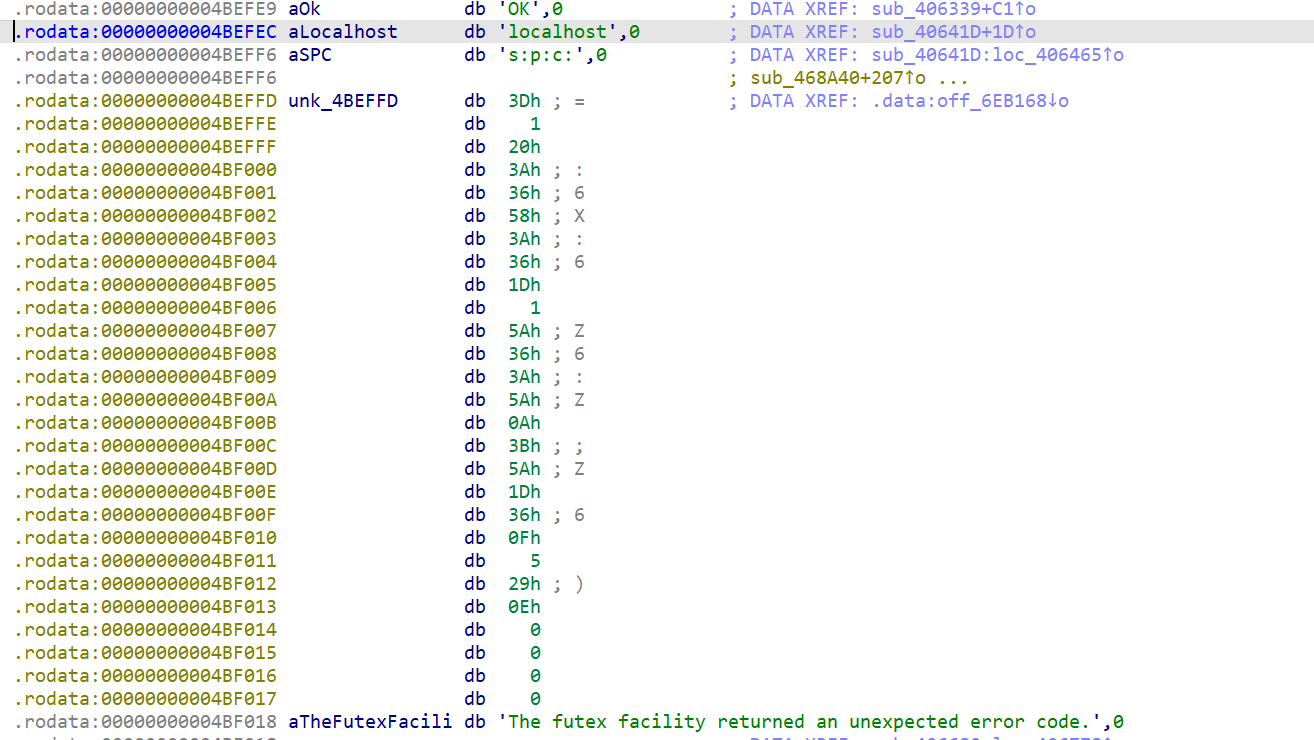 .rodata:00000000004BEFE9 aOk db 'OK',0 ; DATA XREF: sub_406339+C1↑o
.rodata:00000000004BEFEC aLocalhost db 'localhost',0 ; DATA XREF: sub_40641D+1D↑o
.rodata:00000000004BEFF6 aSPC db 's:p:c:',0 ; DATA XREF: sub_40641D:loc_406465↑o
.rodata:00000000004BEFF6 ; sub_468A40+207↑o ...
.rodata:00000000004BEFFD unk_4BEFFD db 3Dh ; = ; DATA XREF: .data:off_6EB168↓o
.rodata:00000000004BEFFE db 1
.rodata:00000000004BEFFF db 20h
.rodata:00000000004BF000 db 3Ah ; :
.rodata:00000000004BF001 db 36h ; 6
.rodata:00000000004BF002 db 58h ; X
.rodata:00000000004BF003 db 3Ah ; :
.rodata:00000000004BF004 db 36h ; 6
.rodata:00000000004BF005 db 1Dh
.rodata:00000000004BF006 db 1
.rodata:00000000004BF007 db 5Ah ; Z
.rodata:00000000004BF008 db 36h ; 6
.rodata:00000000004BF009 db 3Ah ; :
.rodata:00000000004BF00A db 5Ah ; Z
.rodata:00000000004BF00B db 0Ah
.rodata:00000000004BF00C db 3Bh ; ;
.rodata:00000000004BF00D db 5Ah ; Z
.rodata:00000000004BF00E db 1Dh
.rodata:00000000004BF00F db 36h ; 6
.rodata:00000000004BF010 db 0Fh
.rodata:00000000004BF011 db 5
.rodata:00000000004BF012 db 29h ; )
.rodata:00000000004BF013 db 0Eh
.rodata:00000000004BF014 db 0
.rodata:00000000004BF015 db 0
.rodata:00000000004BF016 db 0
.rodata:00000000004BF017 db 0
.rodata:00000000004BF018 aTheFutexFacili db 'The futex facility returned an unexpected error code.',0